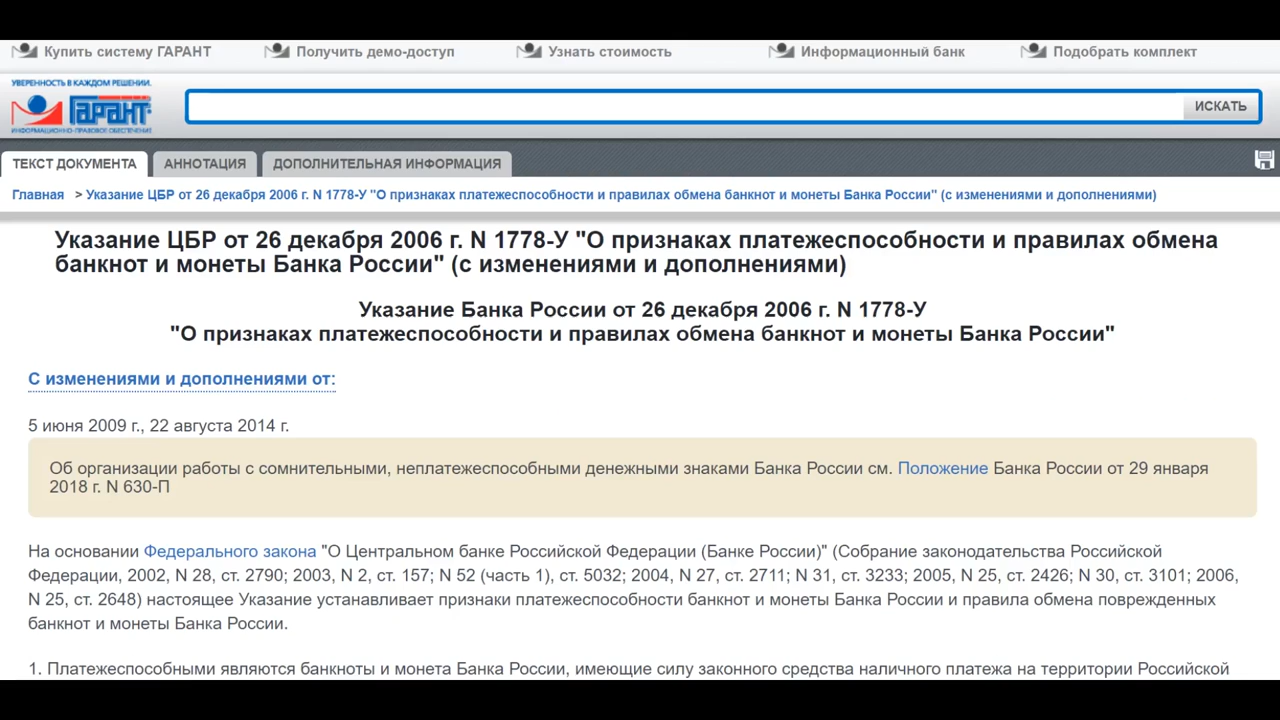 Купить систему ГАРАНТ
Получить демо-доступ
Узнать стоимость
Информационный банк
Подобрать комплект
УВЕРЕННОСТЬ В КАЖДОМ РЕШЕНИИ.
ГАРАНТ
ИНФОРМАЦИОННО-ПРАВОВОЕ ОБЕСПЕЧЕНИЕ
ИСКАТЬ
ТЕКСТ ДОКУМЕНТА
АННОТАЦИЯ
ДОПОЛНИТЕЛЬНАЯ ИНФОРМАЦИЯ
Главная > Указание ЦБР от 26 декабря 2006 г. N 1778-У "О признаках платежеспособности и правилах обмена банкнот и монеты Банка России" (с изменениями и дополнениями)
Указание ЦБР от 26 декабря 2006 г. N 1778-У "О признаках платежеспособности и правилах обмена
банкнот и монеты Банка России" (с изменениями и дополнениями)
Указание Банка России от 26 декабря 2006 г. N 1778-У
"О признаках платежеспособности и правилах обмена банкнот и монеты Банка России"
С изменениями и дополнениями от:
5 июня 2009 г., 22 августа 2014 г.
Об организации работы с сомнительными, неплатежеспособными денежными знаками Банка России см. Положение Банка России от 29 января
2018 г. N 630-П
На основании Федерального закона "О Центральном банке Российской Федерации (Банке России)" (Собрание законодательства Российской
Федерации, 2002, N 28, ст. 2790; 2003, N 2, ст. 157; N 52 (часть 1), ст. 5032; 2004, N 27, ст. 2711; N 31, ст. 3233; 2005, N 25, ст. 2426; N 30, ст. 3101; 2006,
N 25, ст. 2648) настоящее Указание устанавливает признаки платежеспособности банкнот и монеты Банка России и правила обмена поврежденных
банкнот и монеты Банка России.
1. Платежеспособными являются банкноты и монета Банка России, имеющие силу законного средства наличного платежа на территории Российской